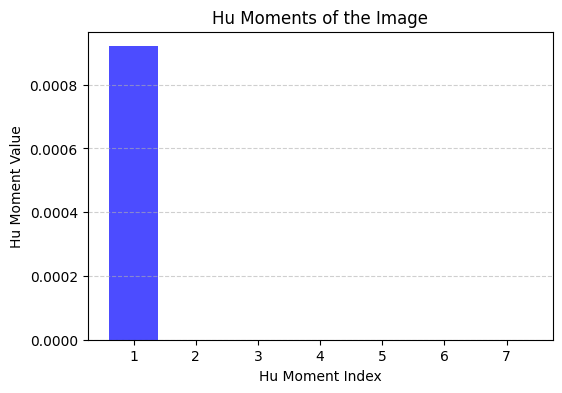 Hu Moments of the Image
Hu Moment Value
0.0008
0.0006
0.0004
0.0002
0.0000
1 2 3 4 5 6 7
Hu Moment Index